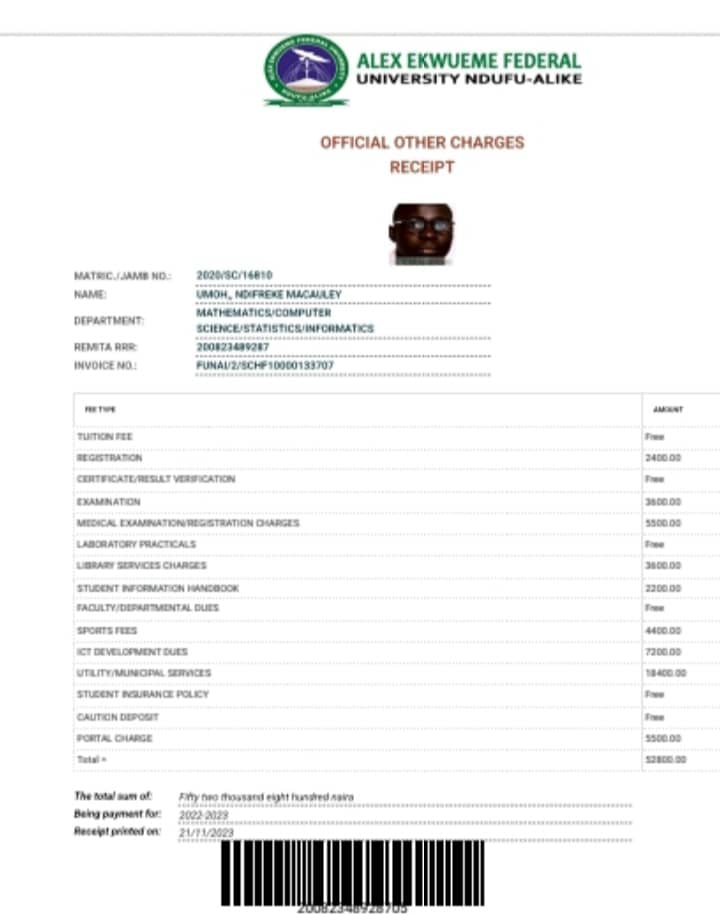 ALEX EKWUEME FEDERAL
UNIVERSITY NDUFU-ALIKE
OFFICIAL OTHER CHARGES
RECEIPT
MATRIC./JAMB NO.: 2020/SC/16810
NAME: UMOH,, NDIFREKE MACAULEY
DEPARTMENT: MATHEMATICS/COMPUTER
SCIENCE/STATISTICS/INFORMATICS
REMITA RRR: 200823489287
INVOICE NO.: FUNAI/2/SCHF10000133707
FEE TYPE AMOUNT
TUITION FEE Free
REGISTRATION 2400.00
CERTIFICATE/RESULT VERIFICATION Free
EXAMINATION 3600.00
MEDICAL EXAMINATION/REGISTRATION CHARGES 5500.00
LABORATORY PRACTICALS Free
LIBRARY SERVICES CHARGES 3600.00
STUDENT INFORMATION HANDBOOK 2200.00
FACULTY/DEPARTMENTAL DUES Free
SPORTS FEES 4400.00
ICT DEVELOPMENT DUES 7200.00
UTILITY/MUNICIPAL SERVICES 18400.00
STUDENT INSURANCE POLICY Free
CAUTION DEPOSIT Free
PORTAL CHARGE 5500.00
Total = 52800.00
The total sum of: Fifty two thousand eight hundred naira
Being payment for: 2022-2023
Receipt printed on: 21/11/2023
20082348928705